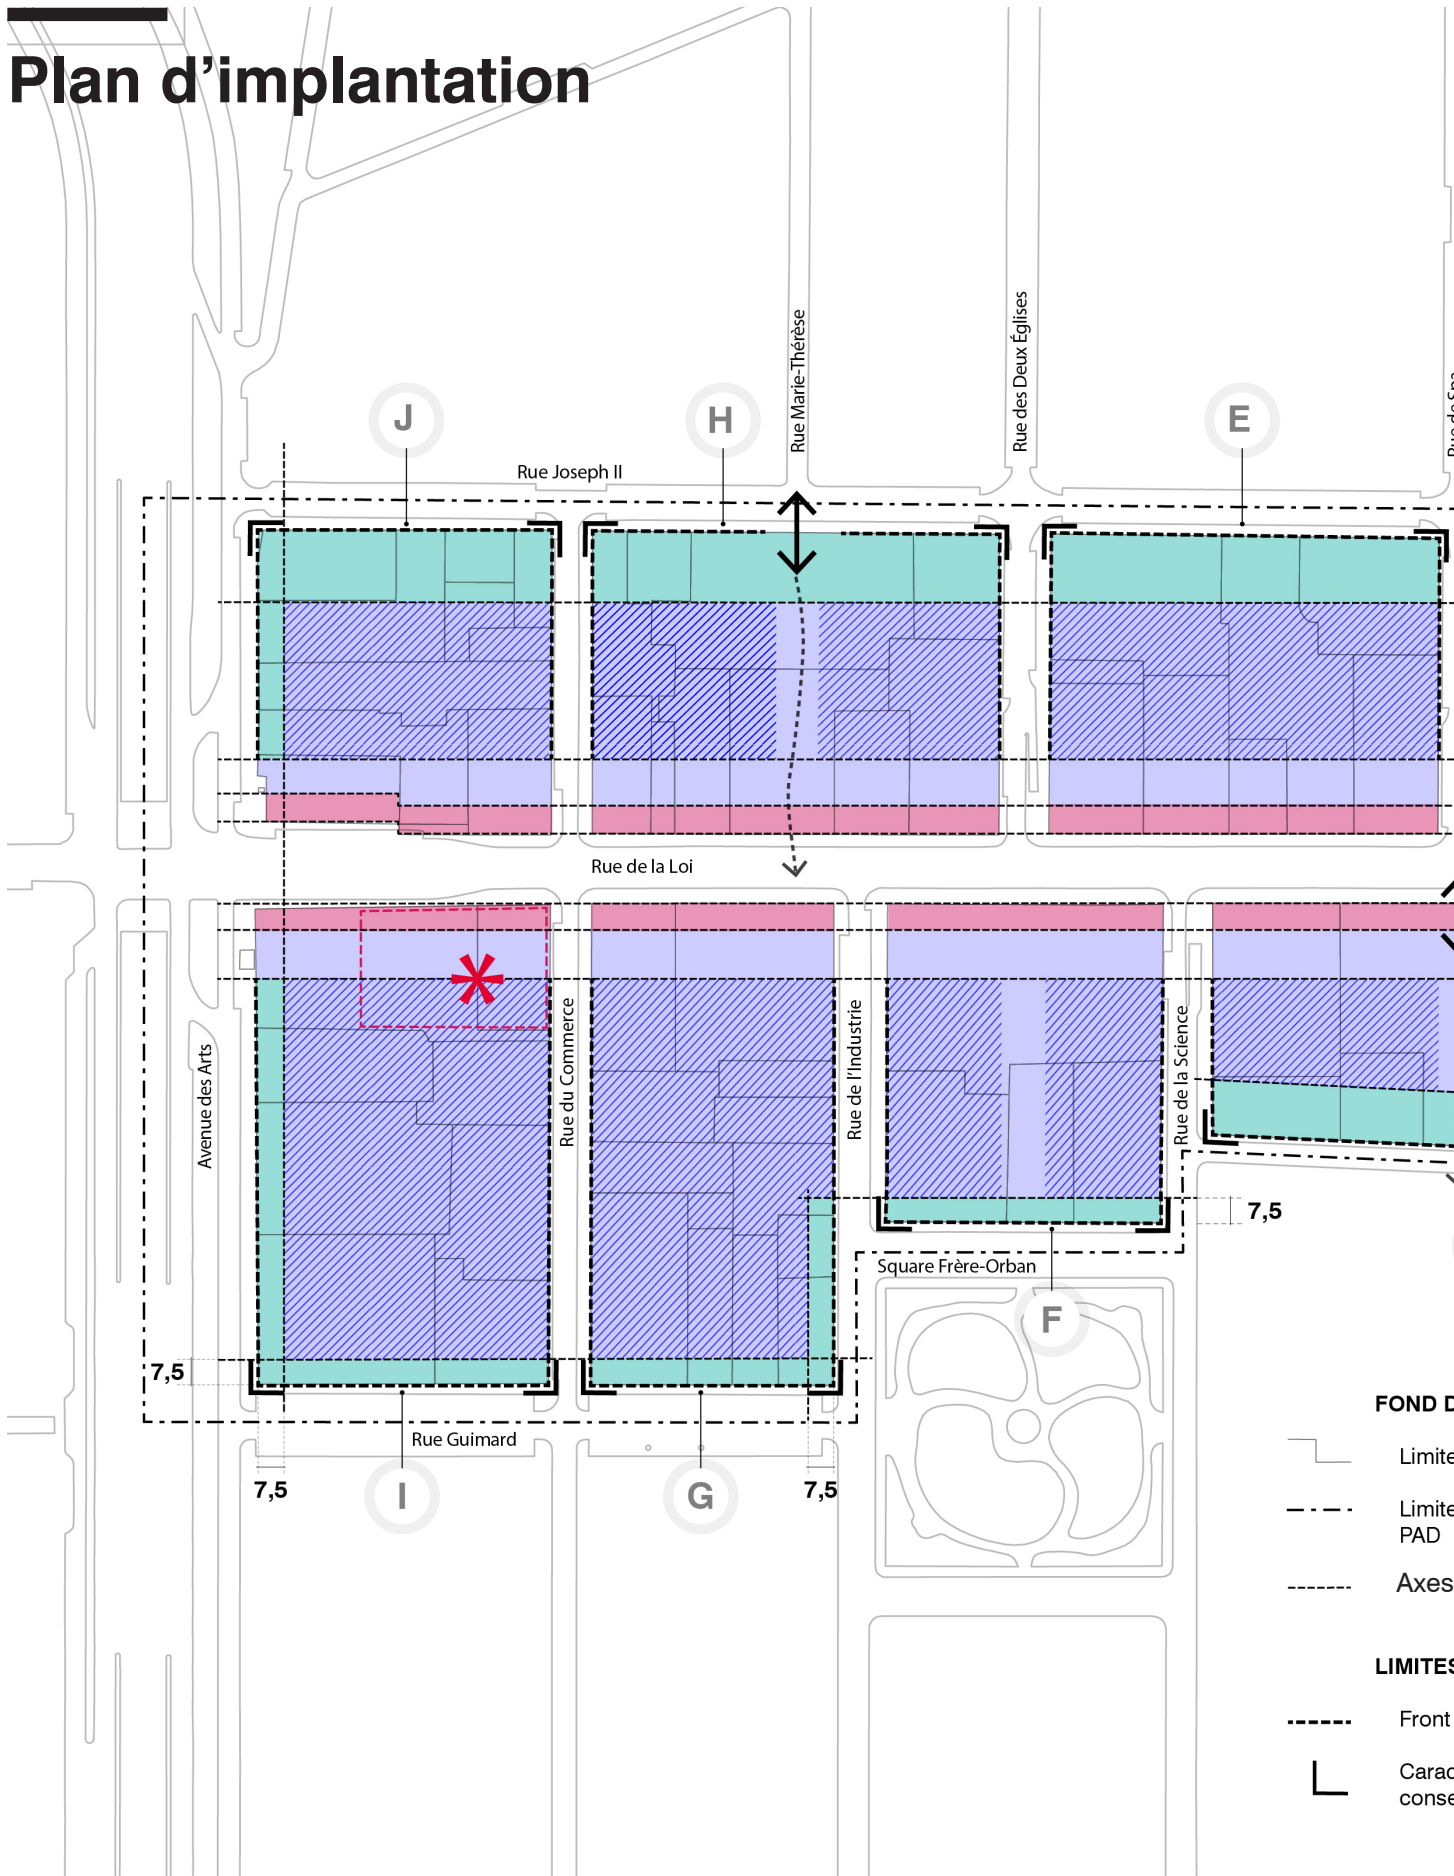 Plan d’implantation
Rue Marie-Thérèse
Rue des Deux Églises
J
H
E
Rue Joseph II
Rue de la Loi
Avenue des Arts
Rue du Commerce
Rue de l’Industrie
Rue de la Science
7,5
Square Frère-Orban
F
7,5
Rue Guimard
7,5
I
G
7,5
FOND D
Limite
Limite
PAD
Axes
LIMITES
Front
Carac
conse